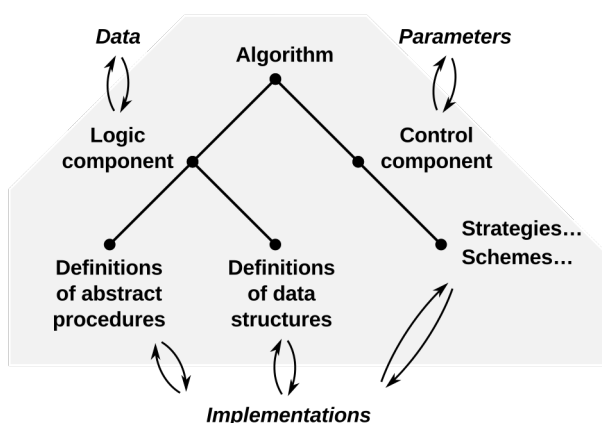 Data
Parameters
Algorithm
Logic
component
Control
component
Strategies…
Schemes…
Definitions
of abstract
procedures
Definitions
of data
structures
Implementations